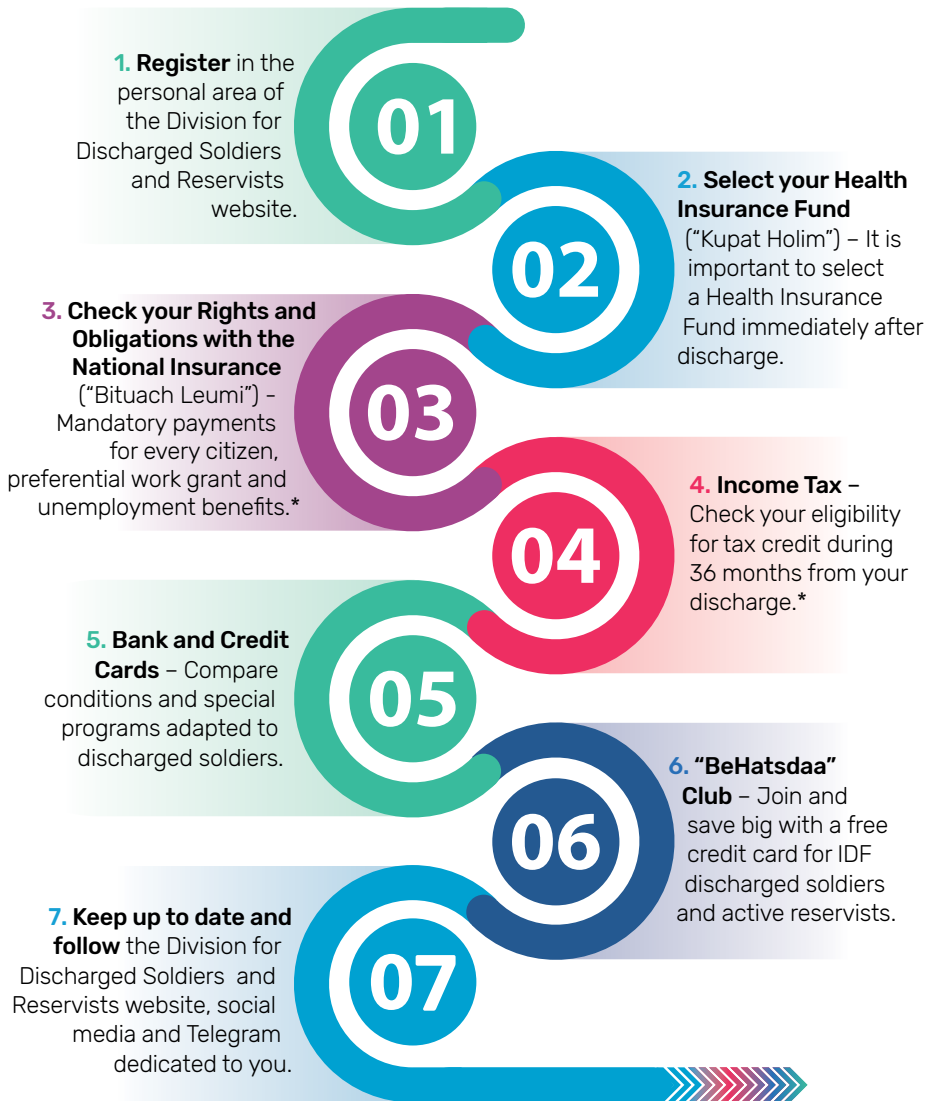 1. Register in the
personal area of
the Division for
Discharged Soldiers
and Reservists
website.
01
2. Select your Health
Insurance Fund
(“Kupat Holim”) – It is
important to select
a Health Insurance
Fund immediately after
discharge.
02
3. Check your Rights and
Obligations with the
National Insurance
(“Bituach Leumi”) -
Mandatory payments
for every citizen,
preferential work grant and
unemployment benefits.*
03
4. Income Tax –
Check your eligibility
for tax credit during
36 months from your
discharge.*
04
5. Bank and Credit
Cards – Compare
conditions and special
programs adapted to
discharged soldiers.
05
6. “BeHatsdaa”
Club – Join and
save big with a free
credit card for IDF
discharged soldiers
and active reservists.
06
7. Keep up to date and
follow the Division for
Discharged Soldiers and
Reservists website, social
media and Telegram
dedicated to you.
07